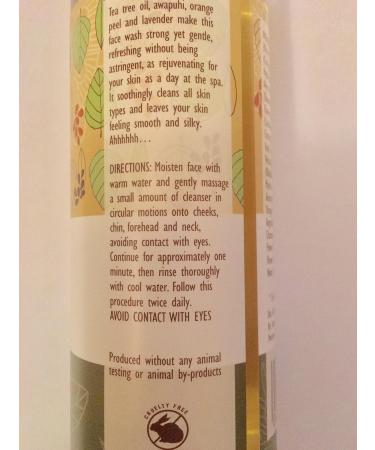 Tea tree oil, awapuhi, orange
peel and lavender make this
face wash strong yet gentle,
refreshing without being
astringent, as rejuvenating for
your skin as a day at the spa.
It soothingly cleans all skin
types and leaves your skin
feeling smooth and silky.
Ahhhhhh...
DIRECTIONS: Moisten face with
warm water and gently massage
a small amount of cleanser in
circular motions onto cheeks,
chin, forehead and neck,
avoiding contact with eyes.
Continue for approximately one
minute, then rinse thoroughly
with cool water. Follow this
procedure twice daily.
AVOID CONTACT WITH EYES
Produced without any animal
testing or animal by-products
CRUELTY FREE